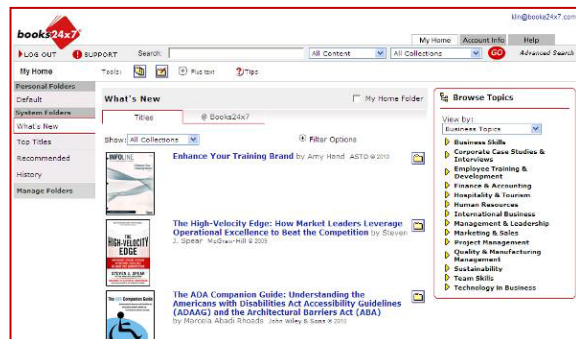 klin@books24x7.com
books24x7
My Home Account Info Help
LOG OUT SUPPORT Search: All Content All Collections GO Advanced Search
My Home Tools: Plus text Tips
Personal Folders
Default
System Folders
What's New
Top Titles
Recommended
History
Manage Folders
What's New My Home Folder
Titles @ Books24x7
Show: All Collections Filter Options
INFOLINE
Enhance Your Training Brand by Amy Hand ASTD © 2010
THE
HIGH-VELOCITY
EDGE
STEVEN J. SPEAR
The High-Velocity Edge: How Market Leaders Leverage
Operational Excellence to Beat the Competition by Steven
J. Spear McGraw-Hill © 2009
The ADA Companion Guide
The ADA Companion Guide: Understanding the
Americans with Disabilities Act Accessibility Guidelines
(ADAAG) and the Architectural Barriers Act (ABA)
by Marcela Abadi Rhoads John Wiley & Sons © 2010
Browse Topics
View by:
Business Topics
Business Skills
Corporate Case Studies &
Interviews
Employee Training &
Development
Finance & Accounting
Hospitality & Tourism
Human Resources
International Business
Management & Leadership
Marketing & Sales
Project Management
Quality & Manufacturing
Management
Sustainability
Team Skills
Technology in Business